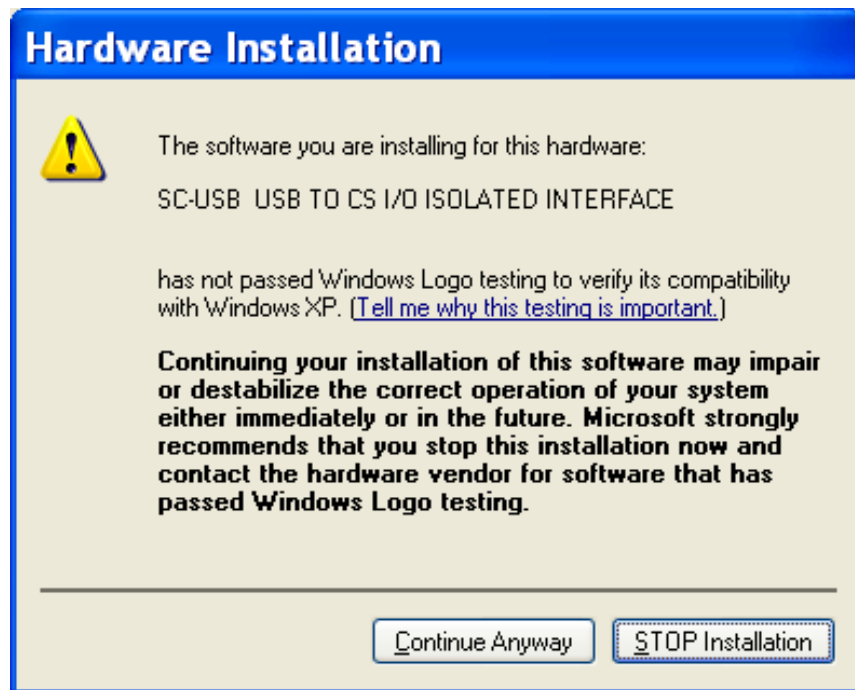 Hardware Installation
The software you are installing for this hardware:
SC-USB  USB TO CS I/O ISOLATED INTERFACE
has not passed Windows Logo testing to verify its compatibility
with Windows XP. (Tell me why this testing is important.)
Continuing your installation of this software may impair
or destabilize the correct operation of your system
either immediately or in the future. Microsoft strongly
recommends that you stop this installation now and
contact the hardware vendor for software that has
passed Windows Logo testing.
Continue Anyway
STOP Installation